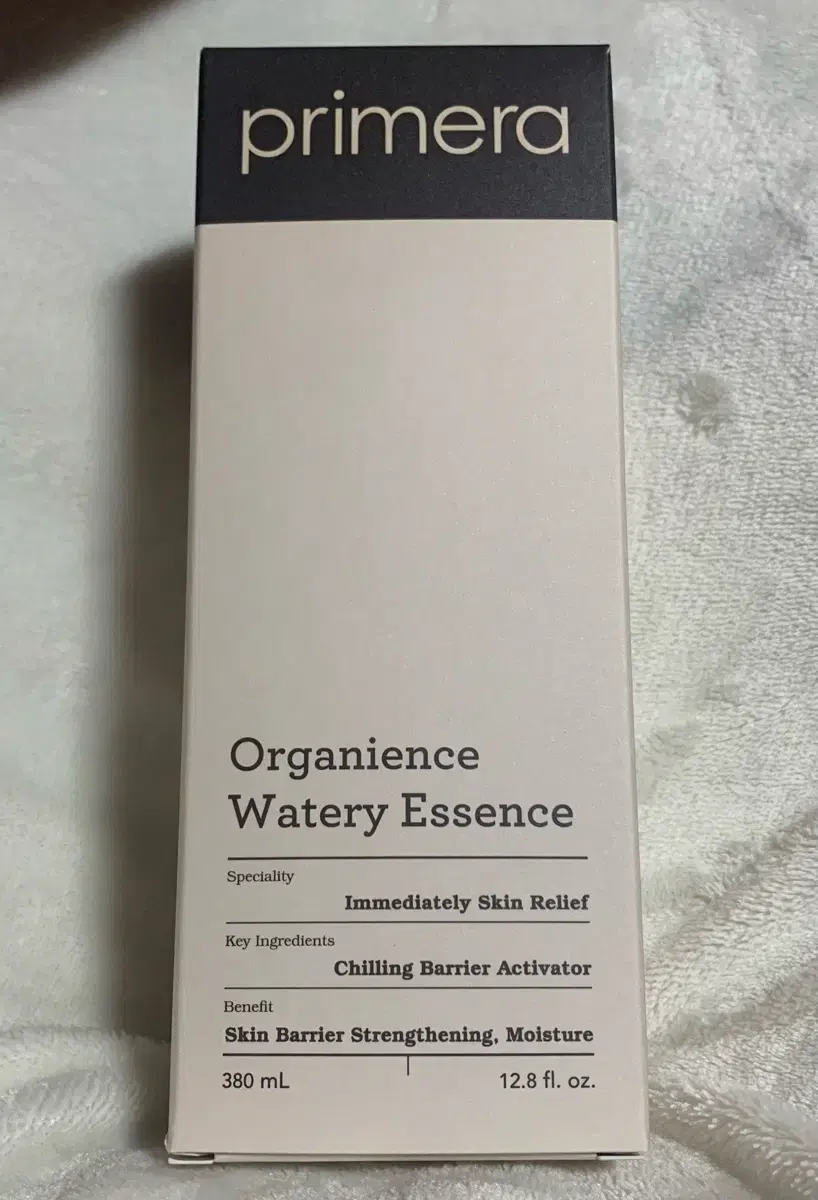 primera
Organience
Watery Essence
Speciality
Immediately Skin Relief
Key Ingredients
Chilling Barrier Activator
Benefit
Skin Barrier Strengthening, Moisture
380 mL 12.8 fl. oz.